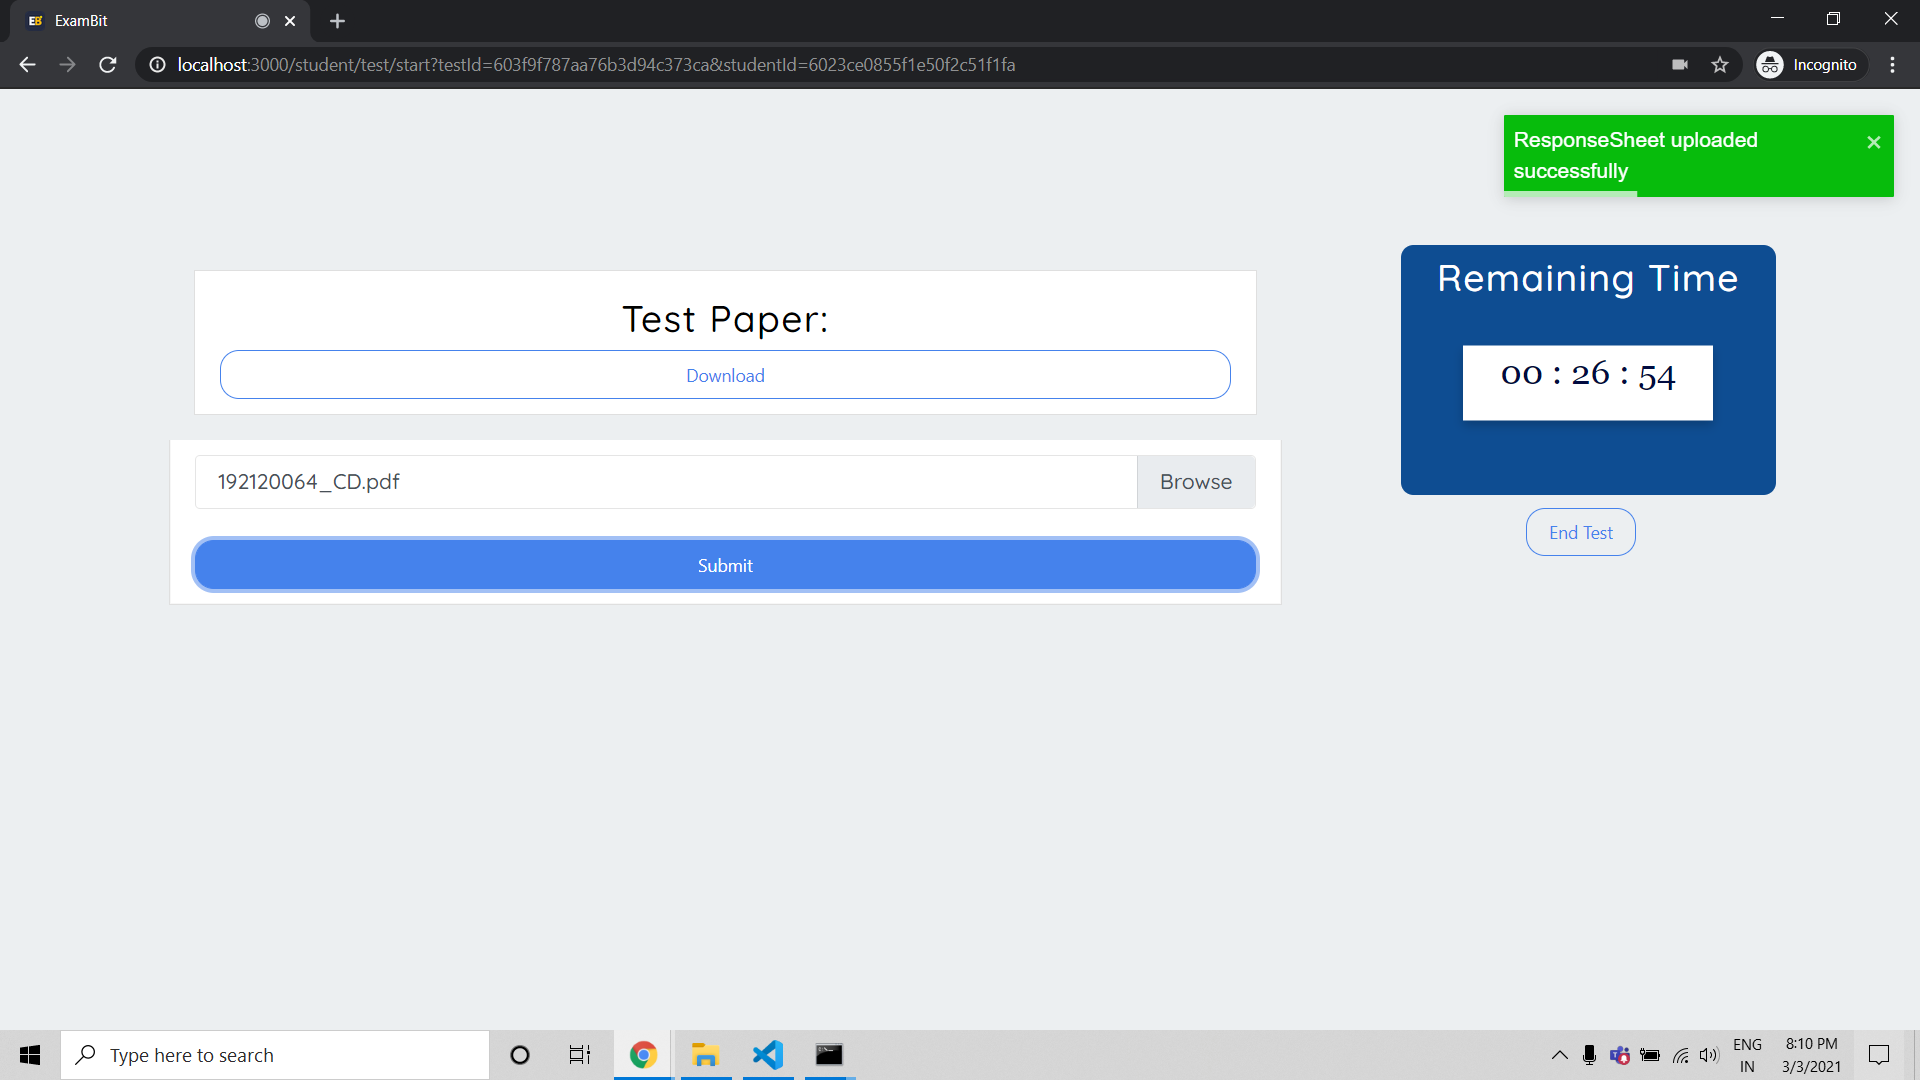 ExamBit
localhost:3000/student/test/start?testId=603f9f787aa76b3d94c373ca&studentId=6023ce0855f1e50f2c51f1fa
Incognito
ResponseSheet uploaded
successfully
Remaining Time
00 : 26 : 54
End Test
Test Paper:
Download
192120064_CD.pdf
Browse
Submit
Type here to search
ENG
IN
8:10 PM
3/3/2021